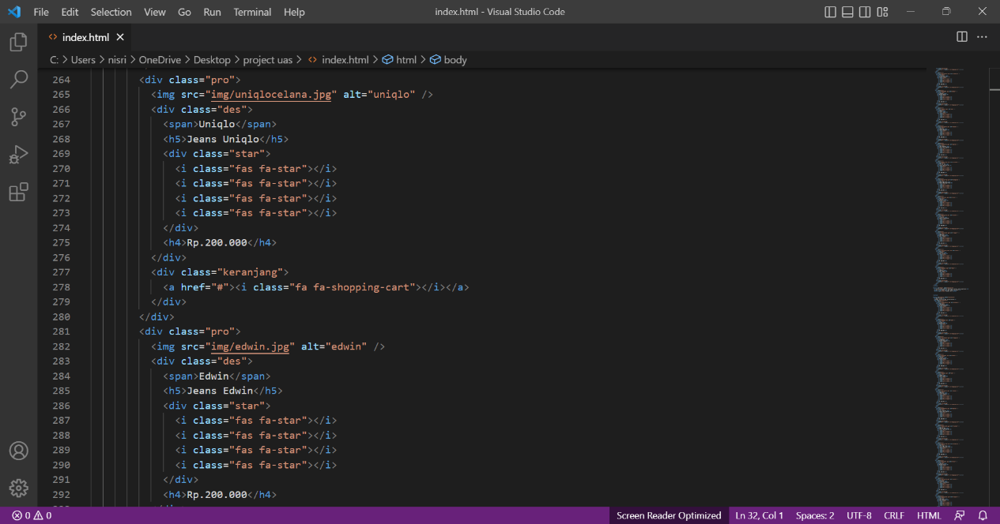 File Edit Selection View Go Run Terminal Help index.html - Visual Studio Code
index.html
C: > Users > nisri > OneDrive > Desktop > project uas > index.html > html > body
264 <div class="pro">
265 <img src="img/uniqlocelana.jpg" alt="uniqlo" />
266 <div class="des">
267 <span>Uniqlo</span>
268 <h5>Jeans Uniqlo</h5>
269 <div class="star">
270 <i class="fas fa-star"></i>
271 <i class="fas fa-star"></i>
272 <i class="fas fa-star"></i>
273 <i class="fas fa-star"></i>
274 </div>
275 <h4>Rp.200.000</h4>
276 </div>
277 <div class="keranjang">
278 <a href="#"><i class="fa fa-shopping-cart"></i></a>
279 </div>
280 </div>
281 <div class="pro">
282 <img src="img/edwin.jpg" alt="edwin" />
283 <div class="des">
284 <span>Edwin</span>
285 <h5>Jeans Edwin</h5>
286 <div class="star">
287 <i class="fas fa-star"></i>
288 <i class="fas fa-star"></i>
289 <i class="fas fa-star"></i>
290 <i class="fas fa-star"></i>
291 </div>
292 <h4>Rp.200.000</h4>
0 0 Screen Reader Optimized Ln 32, Col 1 Spaces: 2 UTF-8 CRLF HTML